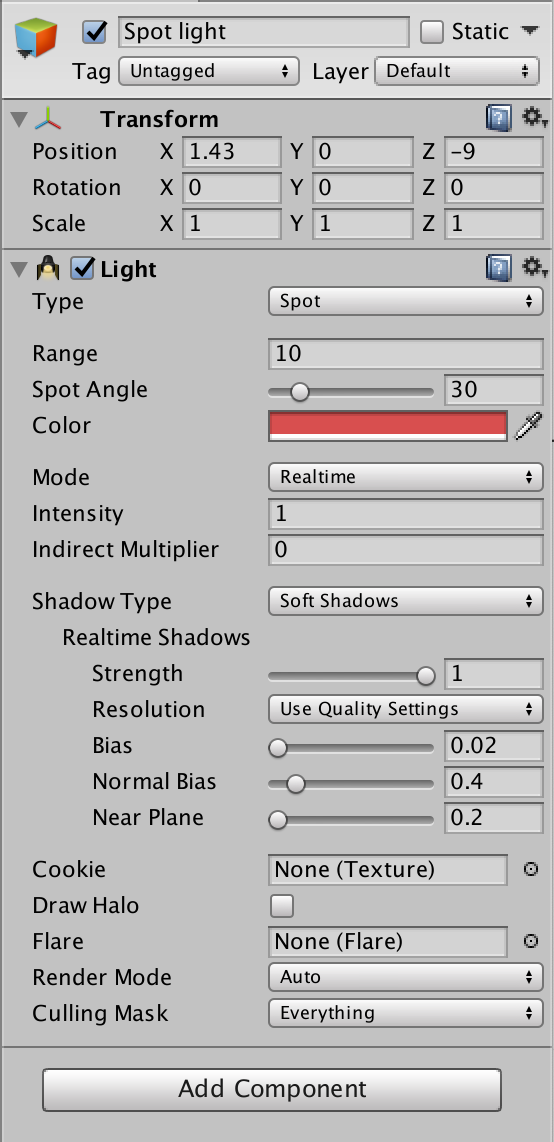 Spot light Static
Tag Untagged Layer Default
Transform
Position X 1.43 Y 0 Z -9
Rotation X 0 Y 0 Z 0
Scale X 1 Y 1 Z 1
Light
Type Spot
Range 10
Spot Angle 30
Color
Mode Realtime
Intensity 1
Indirect Multiplier 0
Shadow Type Soft Shadows
Realtime Shadows
Strength 1
Resolution Use Quality Settings
Bias 0.02
Normal Bias 0.4
Near Plane 0.2
Cookie None (Texture)
Draw Halo
Flare None (Flare)
Render Mode Auto
Culling Mask Everything
Add Component